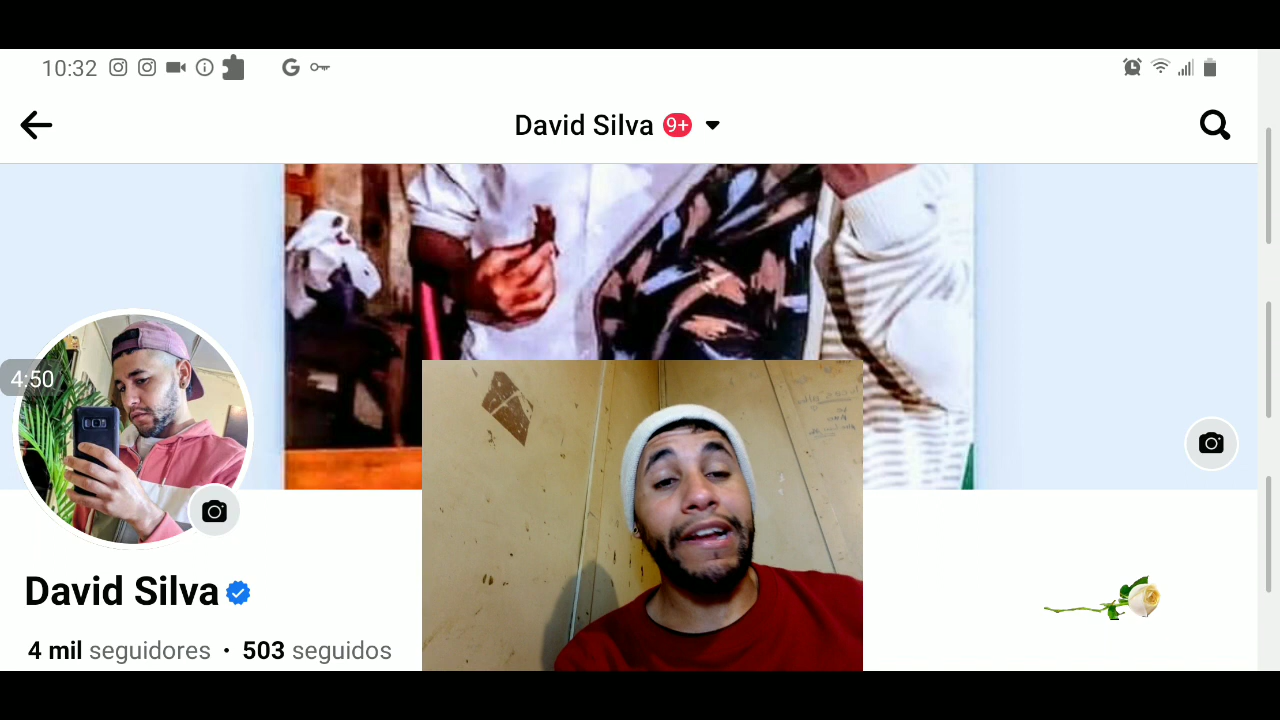 10:32
David Silva 9+
4:50
David Silva
4 mil seguidores • 503 seguidos